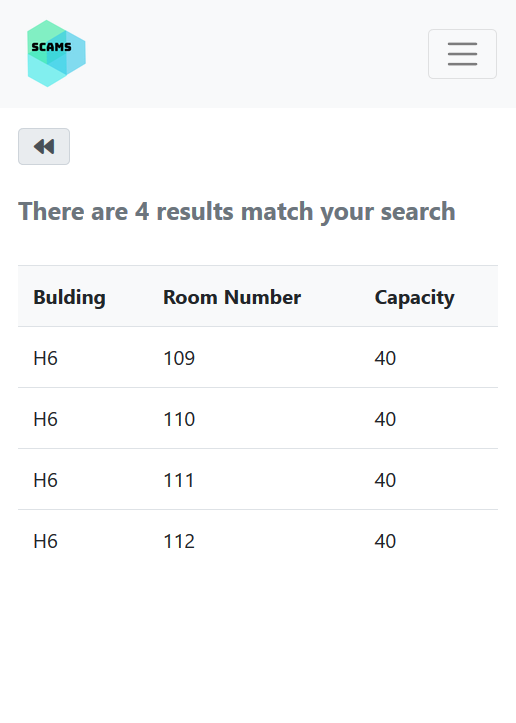 SCAMS
There are 4 results match your search
Bulding Room Number Capacity
H6 109 40
H6 110 40
H6 111 40
H6 112 40